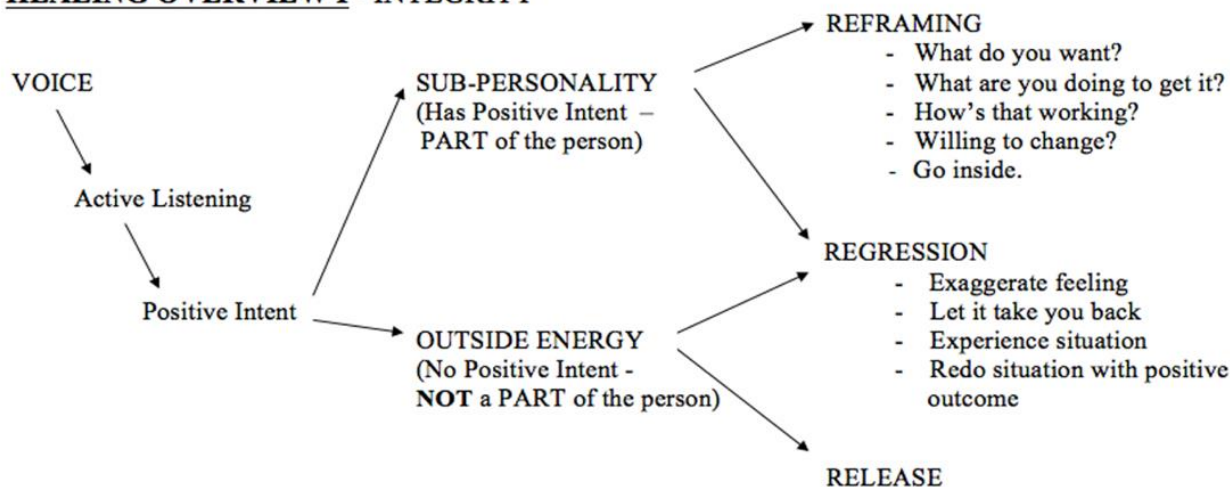 HEALING OVERVIEW I - INTEGRITY
VOICE
Active Listening
Positive Intent
SUB-PERSONALITY
(Has Positive Intent –
PART of the person)
OUTSIDE ENERGY
(No Positive Intent -
NOT a PART of the person)
REFRAMING
- What do you want?
- What are you doing to get it?
- How's that working?
- Willing to change?
- Go inside.
REGRESSION
- Exaggerate feeling
- Let it take you back
- Experience situation
- Redo situation with positive
outcome
RELEASE